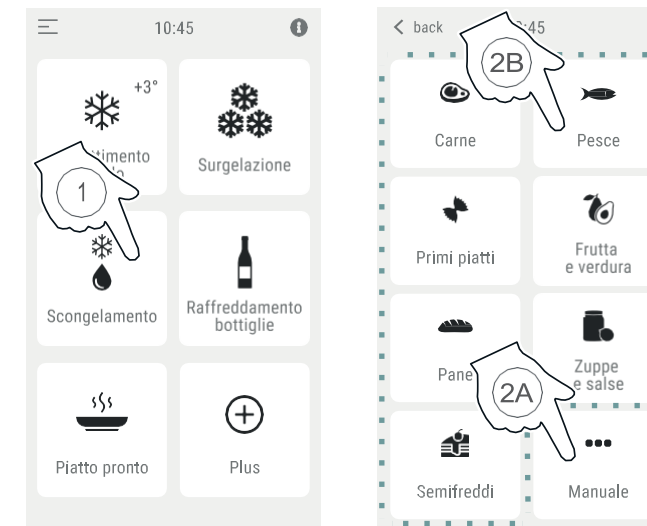 10:45
+3°
Surgelazione
1
Scongelamento
Raffreddamento
bottiglie
Piatto pronto
Plus
back
:45
2B
Carne
Pesce
Primi piatti
Frutta
e verdura
Pane
Zuppe
e salse
2A
Semifreddi
Manuale